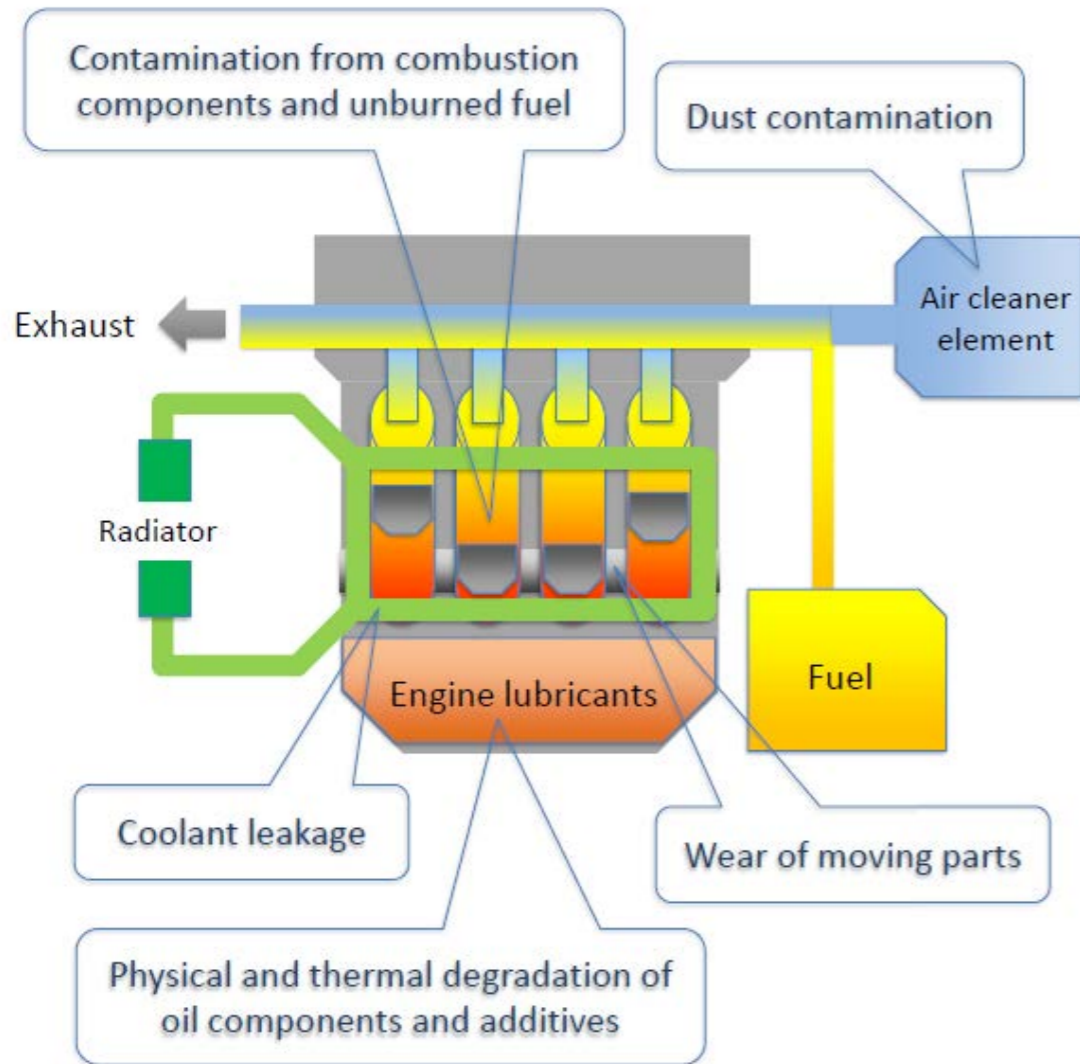 Contamination from combustion
components and unburned fuel
Dust contamination
Air cleaner
element
Exhaust
Radiator
Fuel
Engine lubricants
Coolant leakage
Wear of moving parts
Physical and thermal degradation of
oil components and additives